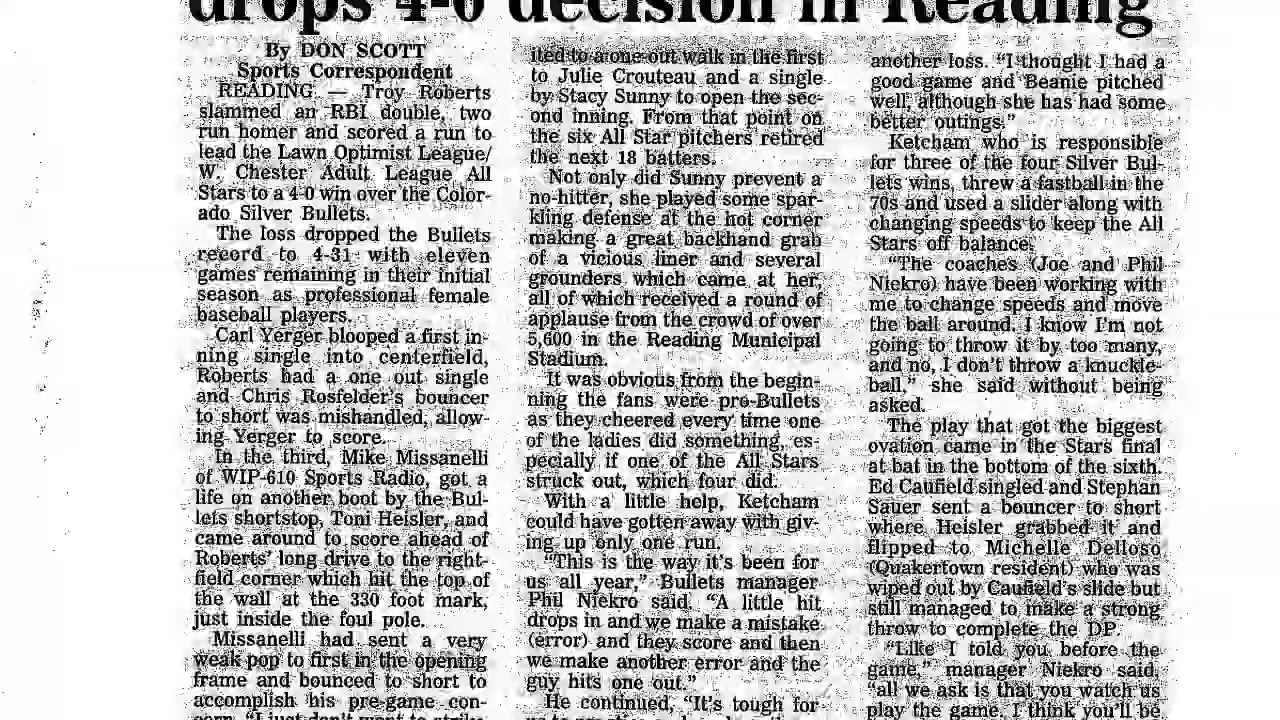 drops 4-0 decision in Reading
By DON SCOTT
Sports Correspondent
READING — Troy Roberts
slammed an RBI double, two
run homer and scored a run to
lead the Lawn Optimist League/
W. Chester Adult League All
Stars to a 4-0 win over the Color-
ado Silver Bullets.
The loss dropped the Bullets
record to 4-31 with eleven
games remaining in their initial
season as professional female
baseball players.
Carl Yerger blooped a first in-
ning single into centerfield,
Roberts had a one out single
and Chris Rosfelder's bouncer
to short was mishandled, allow-
ing Yerger to score.
In the third, Mike Missanelli
of WIP-610 Sports Radio, got a
life on another boot by the Bul-
lets shortstop, Toni Heisler, and
came around to score ahead of
Roberts' long drive to the right-
field corner which hit the top of
the wall at the 330 foot mark,
just inside the foul pole.
Missanelli had sent a very
weak pop to first in the opening
frame and bounced to short to
accomplish his pre-game con-
cern. "I just don't want to strike
ited to a one out walk in the first
to Julie Crouteau and a single
by Stacy Sunny to open the sec-
ond inning. From that point on
the six All Star pitchers retired
the next 18 batters.
Not only did Sunny prevent a
no-hitter, she played some spar-
kling defense at the hot corner
making a great backhand grab
of a vicious liner and several
grounders which came at her,
all of which received a round of
applause from the crowd of over
5,600 in the Reading Municipal
Stadium.
It was obvious from the begin-
ning the fans were pro-Bullets
as they cheered every time one
of the ladies did something, es-
pecially if one of the All Stars
struck out, which four did.
With a little help, Ketcham
could have gotten away with giv-
ing up only one run.
"This is the way it's been for
us all year," Bullets manager
Phil Niekro said. "A little hit
drops in and we make a mistake
(error) and they score and then
we make another error and the
guy hits one out."
He continued, "It's tough for
another loss. "I thought I had a
good game and Beanie pitched
well, although she has had some
better outings."
Ketcham who is responsible
for three of the four Silver Bul-
lets wins, threw a fastball in the
70s and used a slider along with
changing speeds to keep the All
Stars off balance.
"The coaches (Joe and Phil
Niekro) have been working with
me to change speeds and move
the ball around. I know I'm not
going to throw it by too many,
and no, I don't throw a knuckle-
ball," she said without being
asked.
The play that got the biggest
ovation came in the Stars final
at bat in the bottom of the sixth.
Ed Caufield singled and Stephan
Sauer sent a bouncer to short
where Heisler grabbed it and
flipped to Michelle Delloso
(Quakertown resident) who was
wiped out by Caufield's slide but
still managed to make a strong
throw to complete the DP.
"Like I told you before the
game," manager Niekro said,
"all we ask is that you watch us
play the game. I think you'll be